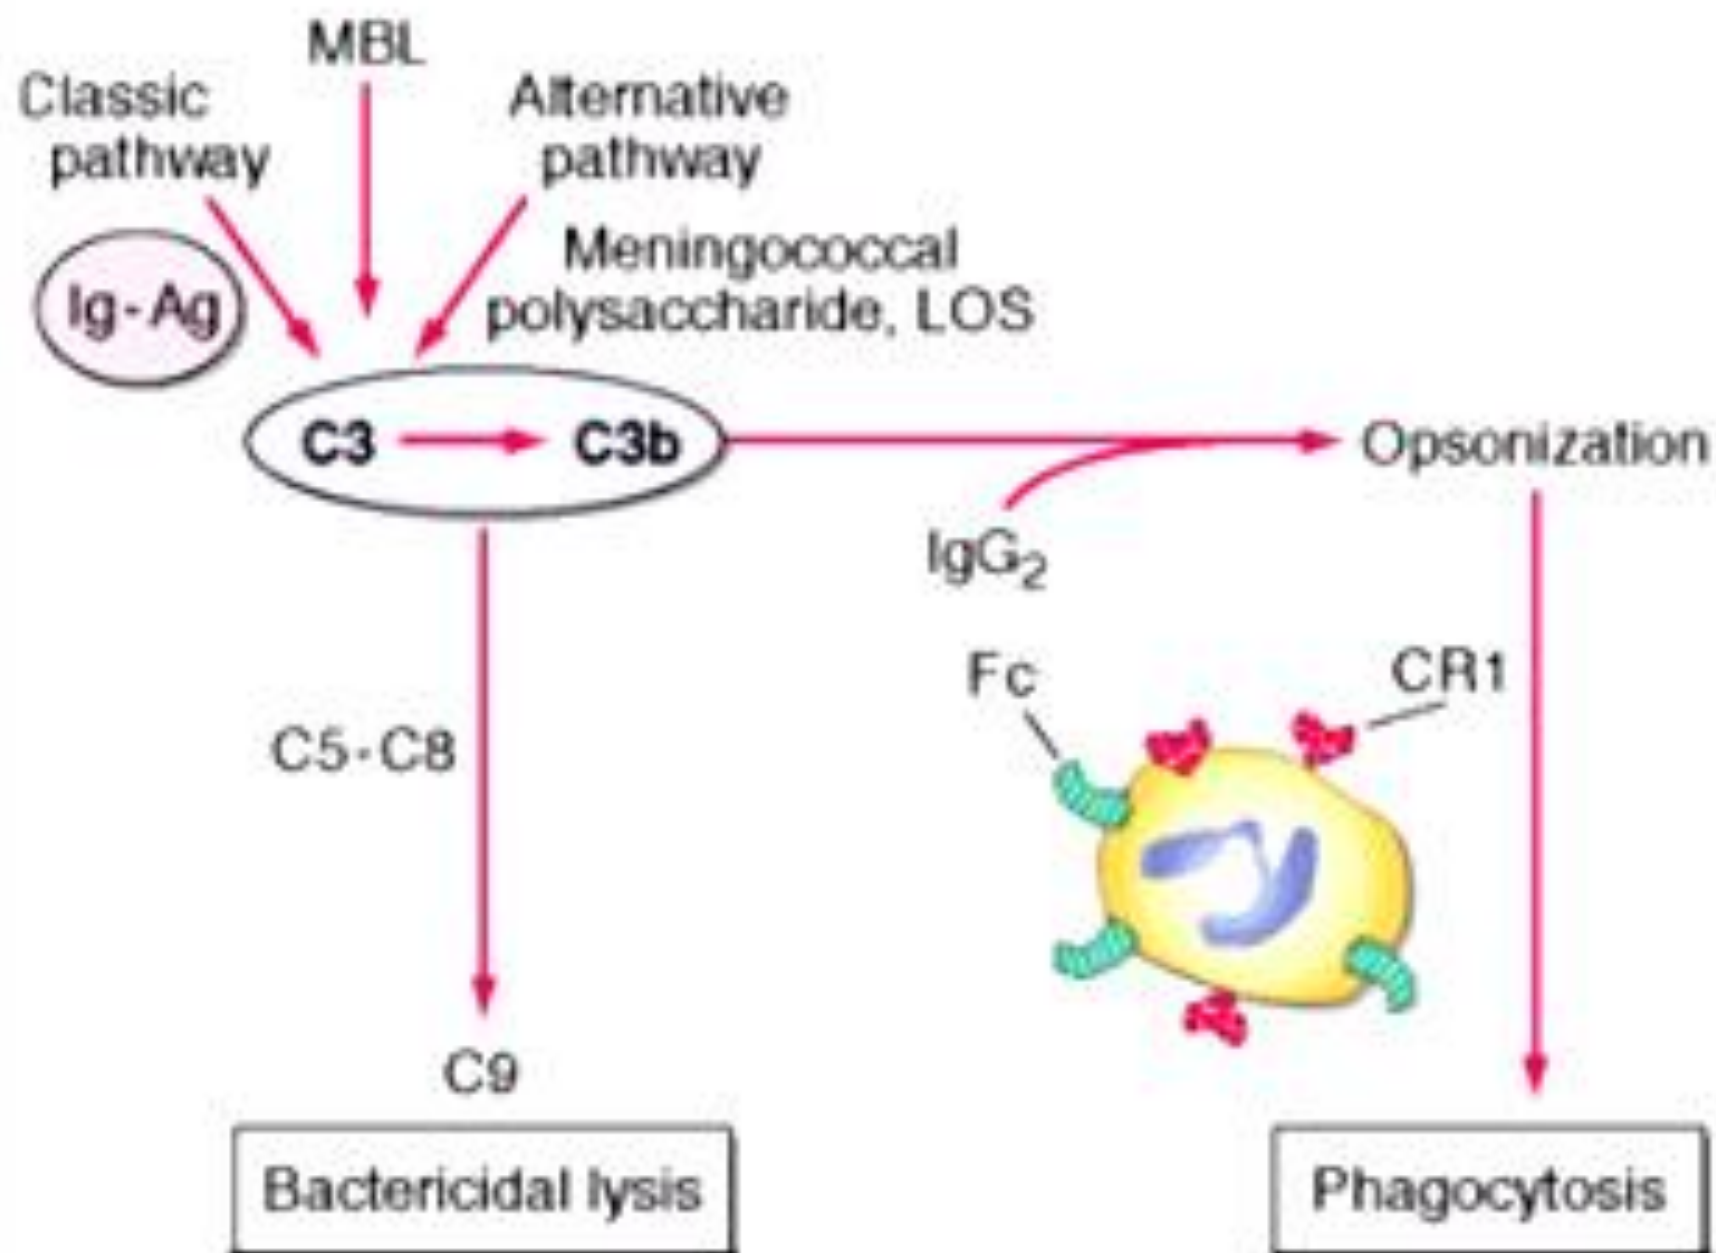 MBL
Classic
pathway
Alternative
pathway
Ig-Ag
Meningococcal
polysaccharide, LOS
C3
C3b
Opsonization
IgG₂
Fc
CR1
C5-C8
C9
Bactericidal lysis
Phagocytosis